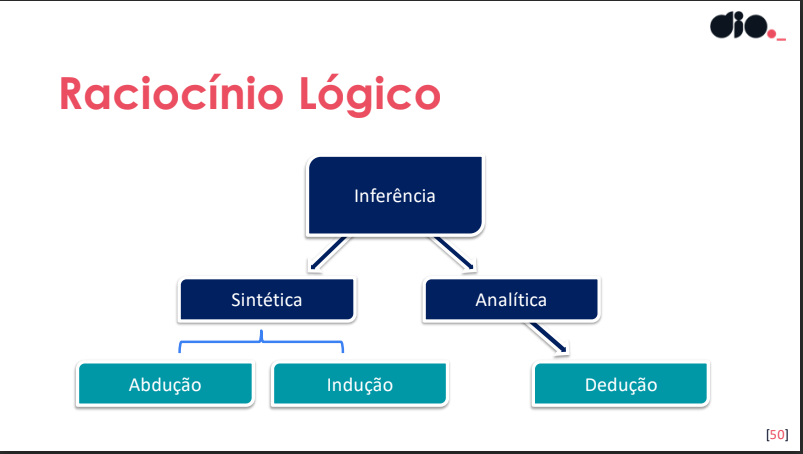 dio._
Raciocínio Lógico
Inferência
Sintética
Analítica
Abdução
Indução
Dedução
[50]